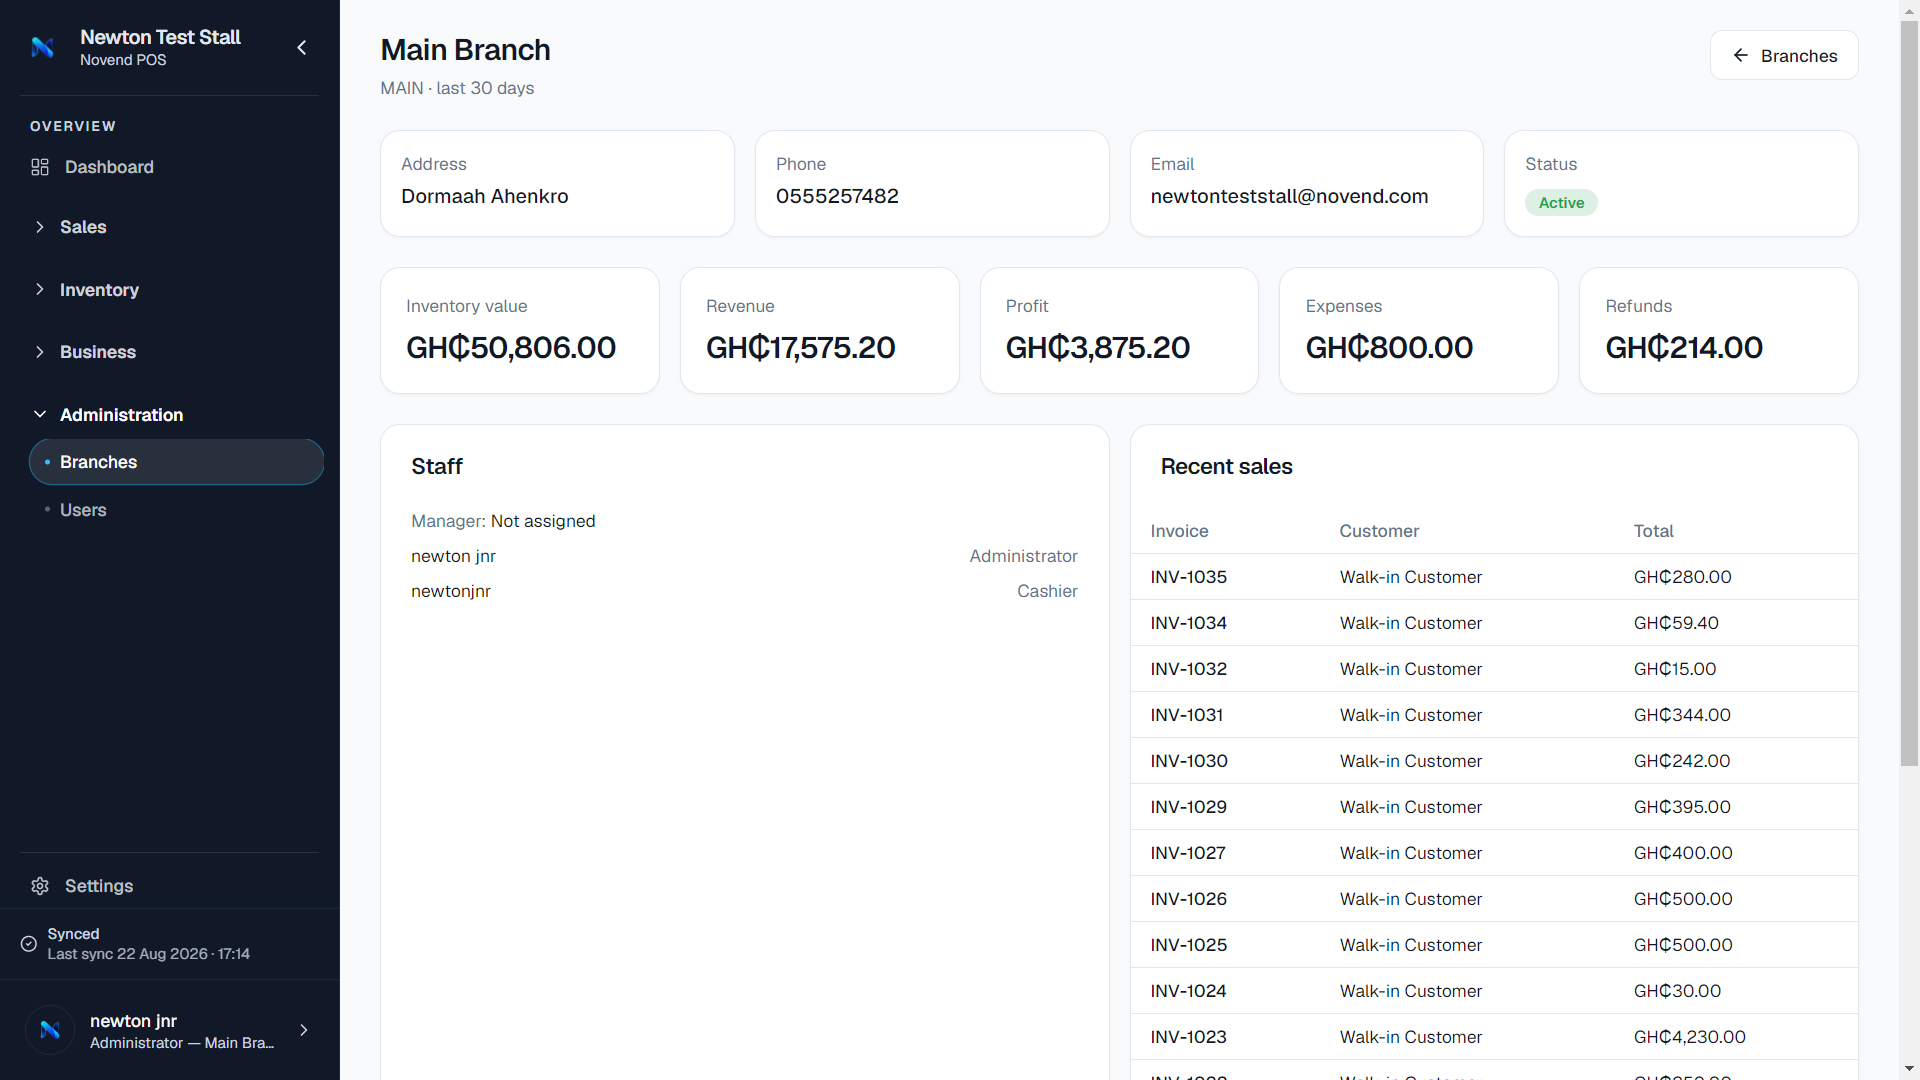 Newton Test Stall
Novend POS
OVERVIEW
Dashboard
Sales
Inventory
Business
Administration
Branches
Users
Settings
Synced
Last sync 22 Aug 2026 · 17:14
newton jnr
Administrator — Main Bra...
Main Branch
MAIN · last 30 days
Branches
Address
Dormaah Ahenkro
Phone
0555257482
Email
newtonteststall@novend.com
Status
Active
Inventory value
GH₵50,806.00
Revenue
GH₵17,575.20
Profit
GH₵3,875.20
Expenses
GH₵800.00
Refunds
GH₵214.00
Staff
Manager: Not assigned
newton jnr Administrator
newtonjnr Cashier
Recent sales
Invoice Customer Total
INV-1035 Walk-in Customer GH₵280.00
INV-1034 Walk-in Customer GH₵59.40
INV-1032 Walk-in Customer GH₵15.00
INV-1031 Walk-in Customer GH₵344.00
INV-1030 Walk-in Customer GH₵242.00
INV-1029 Walk-in Customer GH₵395.00
INV-1027 Walk-in Customer GH₵400.00
INV-1026 Walk-in Customer GH₵500.00
INV-1025 Walk-in Customer GH₵500.00
INV-1024 Walk-in Customer GH₵30.00
INV-1023 Walk-in Customer GH₵4,230.00